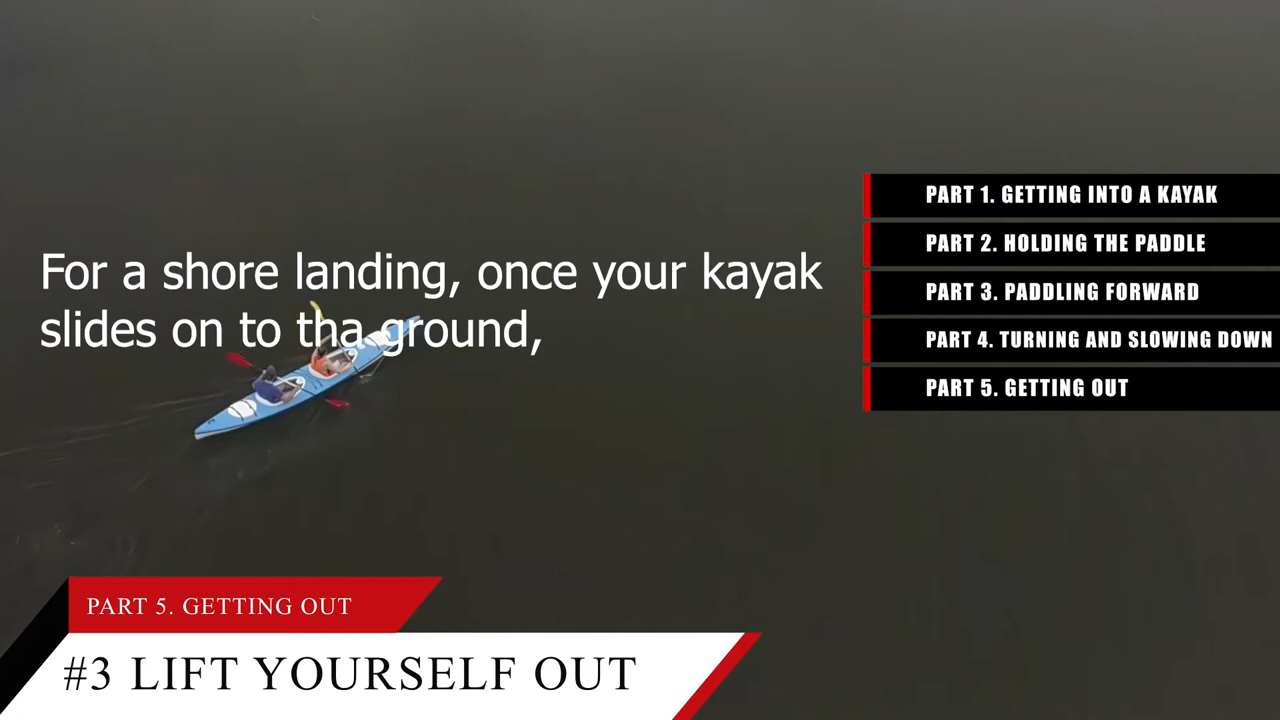 For a shore landing, once your kayak
slides on to tha ground,
PART 1. GETTING INTO A KAYAK
PART 2. HOLDING THE PADDLE
PART 3. PADDLING FORWARD
PART 4. TURNING AND SLOWING DOWN
PART 5. GETTING OUT
PART 5. GETTING OUT
#3 LIFT YOURSELF OUT